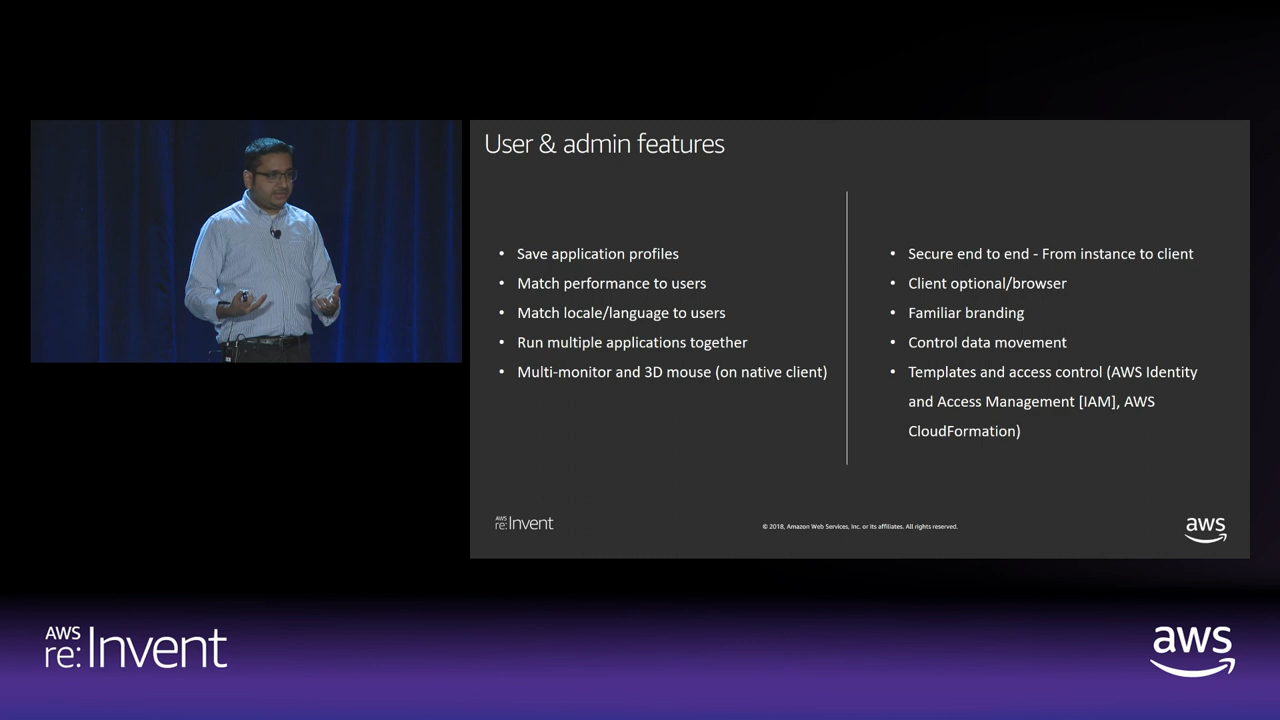 User & admin features
• Save application profiles
• Match performance to users
• Match locale/language to users
• Run multiple applications together
• Multi-monitor and 3D mouse (on native client)
• Secure end to end - From instance to client
• Client optional/browser
• Familiar branding
• Control data movement
• Templates and access control (AWS Identity
and Access Management [IAM], AWS
CloudFormation)
AWS
re:Invent
© 2018, Amazon Web Services, Inc. or its affiliates. All rights reserved.
aws
AWS
re:Invent
aws